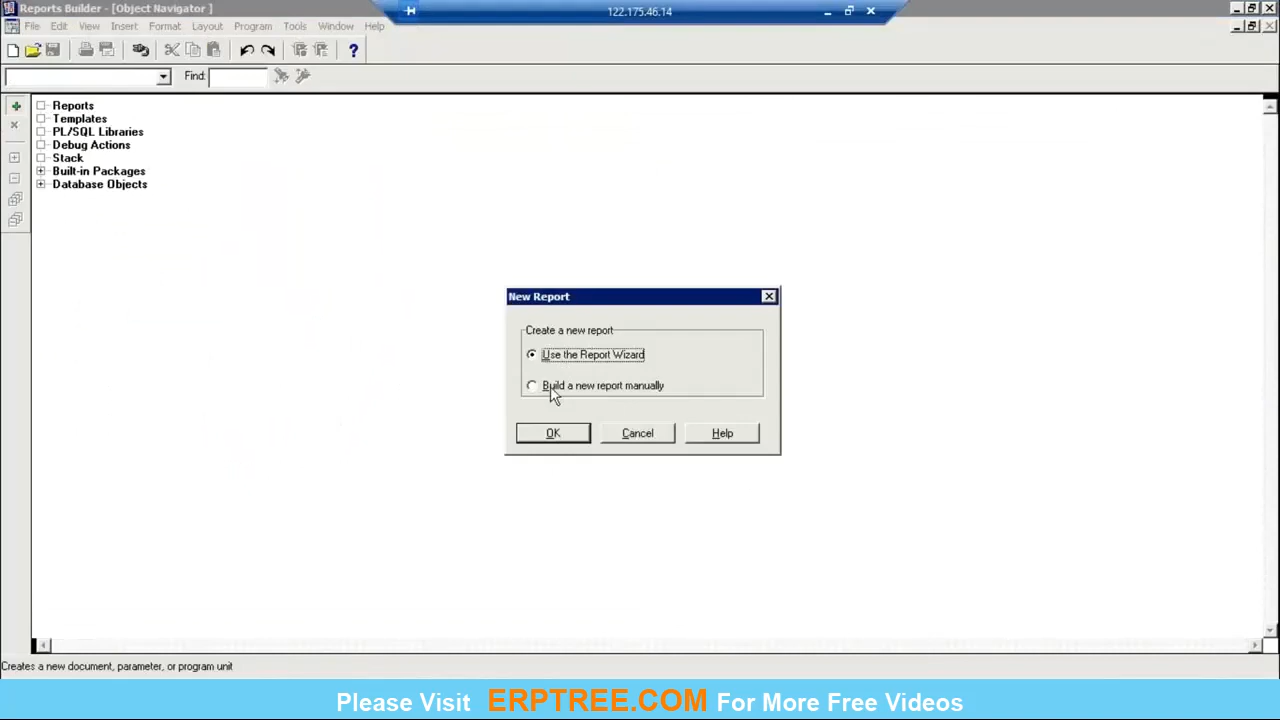 Reports Builder - [Object Navigator ]
122.175.46.14
File Edit View Insert Format Layout Program Tools Window Help
Find:
Reports
Templates
PL/SQL Libraries
Debug Actions
Stack
Built-in Packages
Database Objects
New Report
Create a new report
Use the Report Wizard
Build a new report manually
OK Cancel Help
Creates a new document, parameter, or program unit
Please Visit ERPTREE.COM For More Free Videos